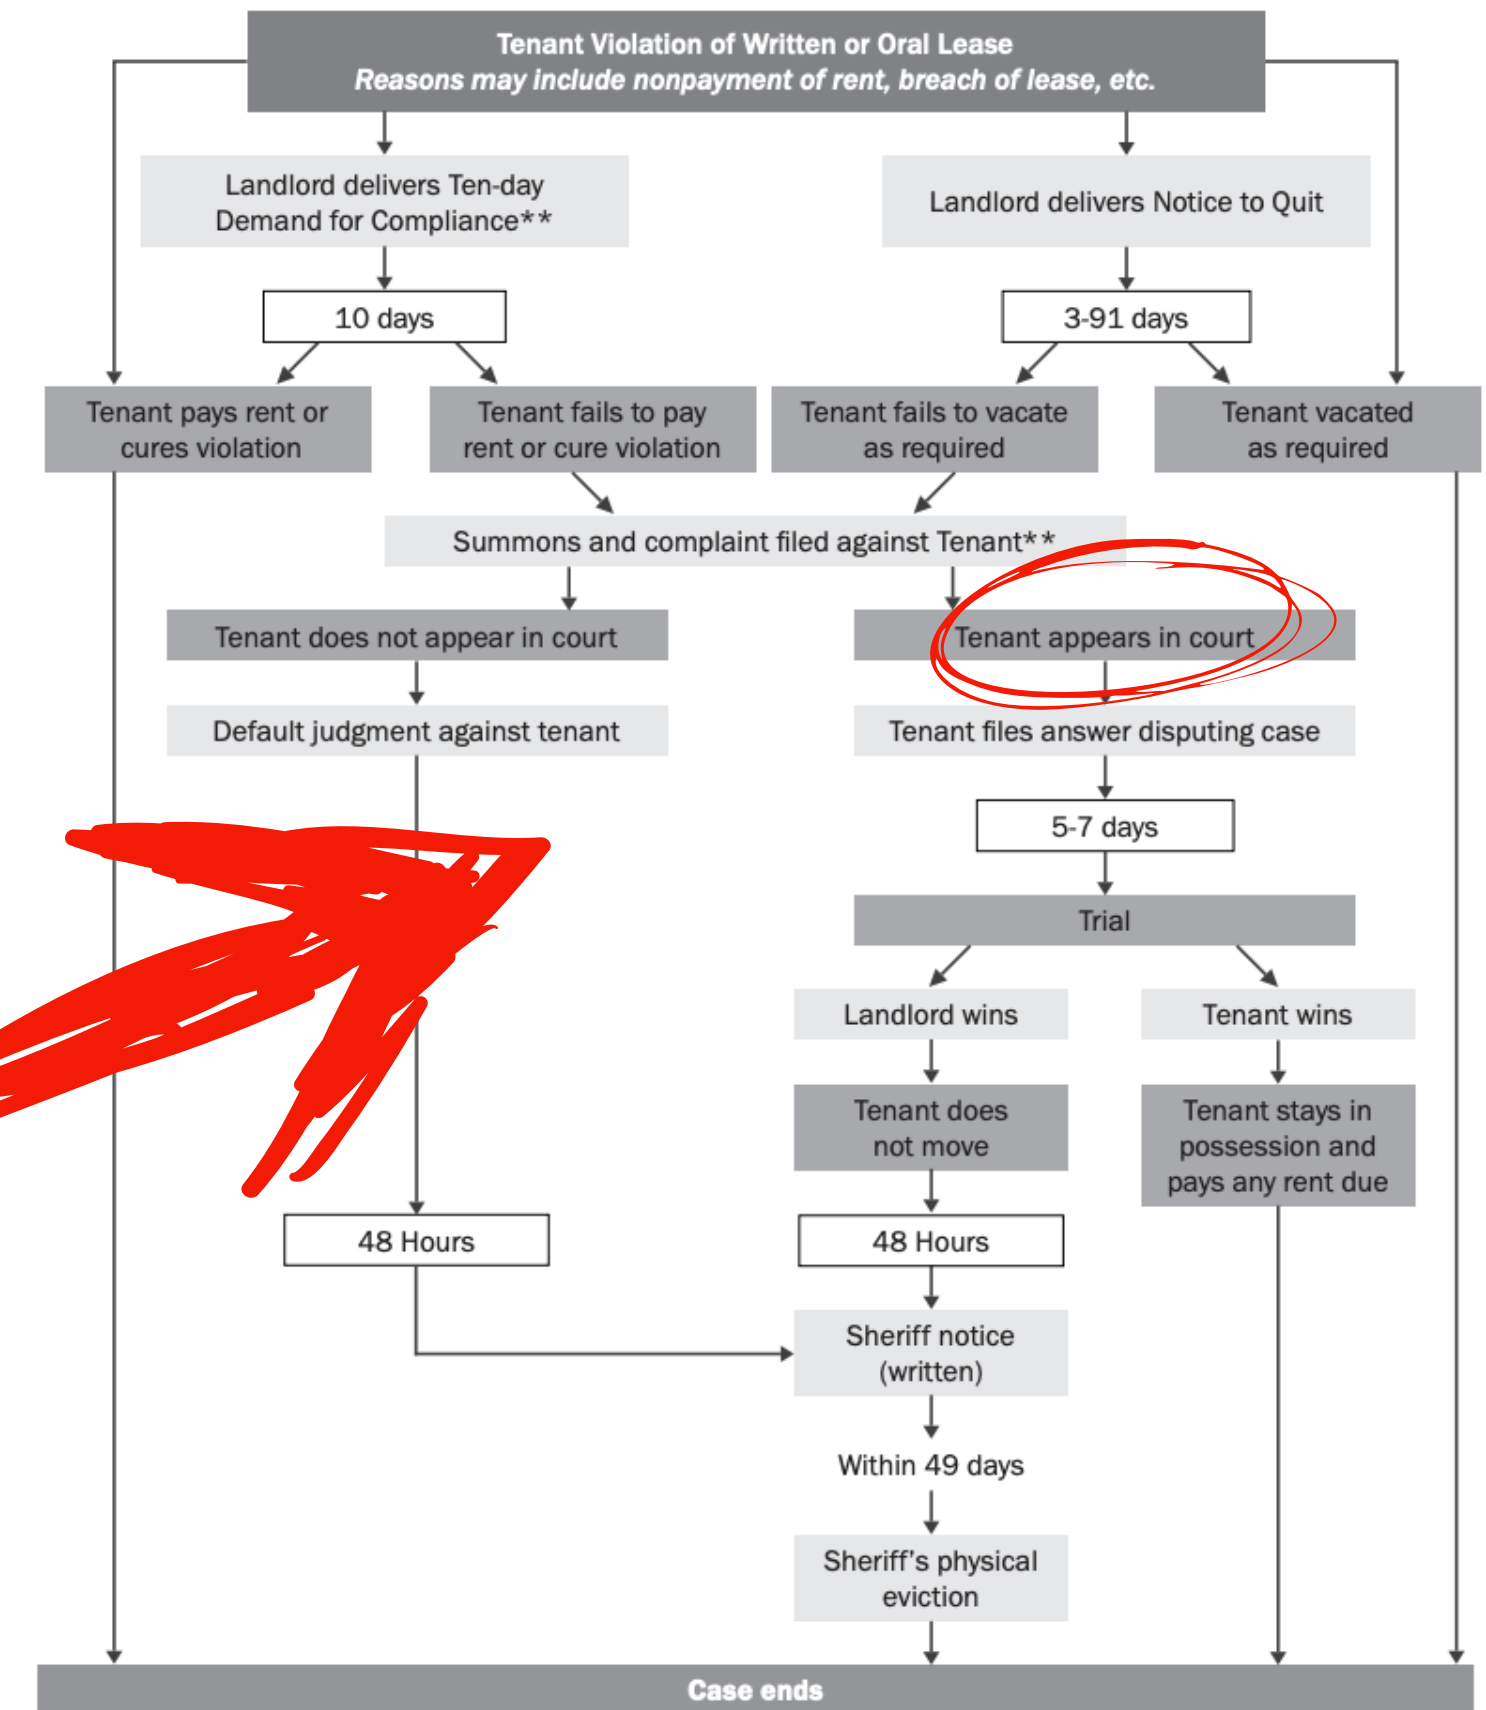 Tenant Violation of Written or Oral Lease
Reasons may include nonpayment of rent, breach of lease, etc.
Landlord delivers Ten-day
Demand for Compliance**
Landlord delivers Notice to Quit
10 days
3-91 days
Tenant pays rent or
cures violation
Tenant fails to pay
rent or cure violation
Tenant fails to vacate
as required
Tenant vacated
as required
Summons and complaint filed against Tenant**
Tenant does not appear in court
Tenant appears in court
Default judgment against tenant
Tenant files answer disputing case
5-7 days
Trial
Landlord wins
Tenant wins
Tenant does
not move
Tenant stays in
possession and
pays any rent due
48 Hours
48 Hours
Sheriff notice
(written)
Within 49 days
Sheriff's physical
eviction
Case ends